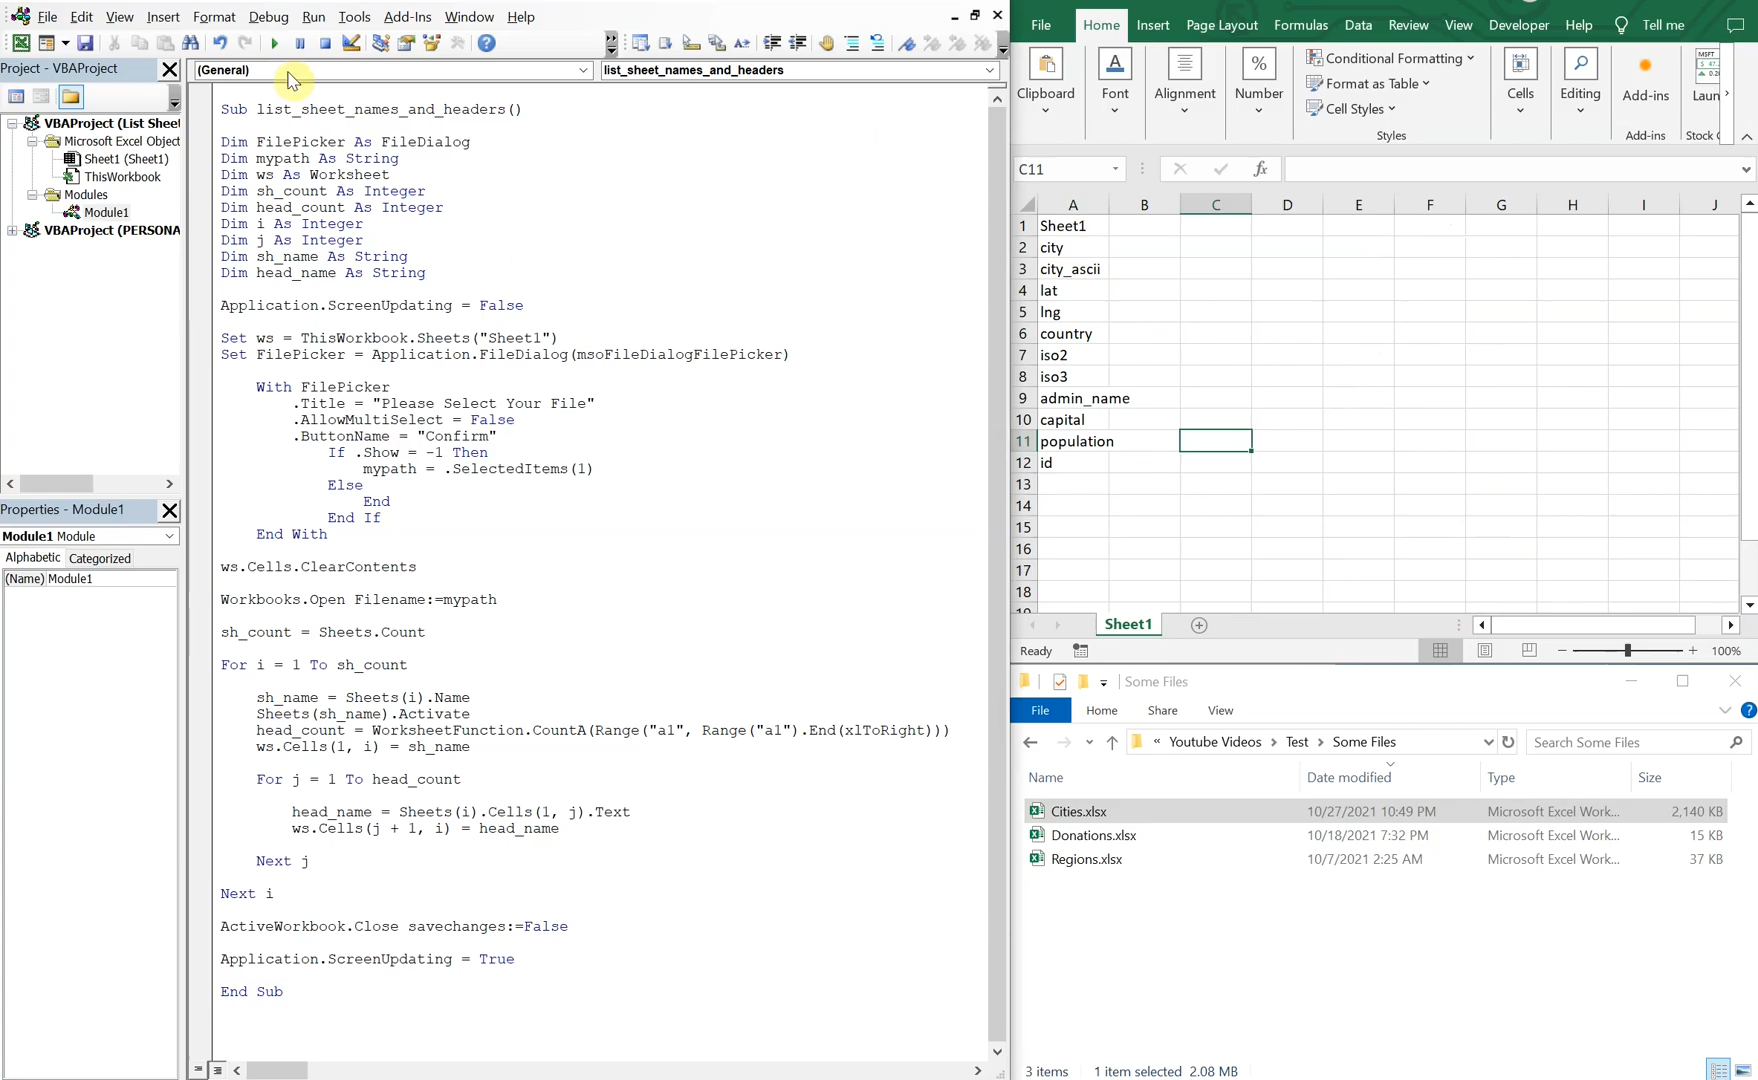 File Edit View Insert Format Debug Run Tools Add-Ins Window Help
Project - VBAProject
(General)
list_sheet_names_and_headers
VBAProject (List Sheet
Microsoft Excel Object
Sheet1 (Sheet1)
ThisWorkbook
Modules
Module1
VBAProject (PERSONA
Properties - Module1
Module1 Module
Alphabetic Categorized
(Name) Module1
Sub list_sheet_names_and_headers()
Dim FilePicker As FileDialog
Dim mypath As String
Dim ws As Worksheet
Dim sh_count As Integer
Dim head_count As Integer
Dim i As Integer
Dim j As Integer
Dim sh_name As String
Dim head_name As String
Application.ScreenUpdating = False
Set ws = ThisWorkbook.Sheets("Sheet1")
Set FilePicker = Application.FileDialog(msoFileDialogFilePicker)
With FilePicker
.Title = "Please Select Your File"
.AllowMultiSelect = False
.ButtonName = "Confirm"
If .Show = -1 Then
mypath = .SelectedItems(1)
Else
End
End If
End With
ws.Cells.ClearContents
Workbooks.Open Filename:=mypath
sh_count = Sheets.Count
For i = 1 To sh_count
sh_name = Sheets(i).Name
Sheets(sh_name).Activate
head_count = WorksheetFunction.CountA(Range("a1", Range("a1").End(xlToRight)))
ws.Cells(1, i) = sh_name
For j = 1 To head_count
head_name = Sheets(i).Cells(1, j).Text
ws.Cells(j + 1, i) = head_name
Next j
Next i
ActiveWorkbook.Close savechanges:=False
Application.ScreenUpdating = True
End Sub
File Home Insert Page Layout Formulas Data Review View Developer Help Tell me
Clipboard
Font
Alignment
Number
Conditional Formatting
Format as Table
Cell Styles
Styles
Cells
Editing
Add-ins
Add-ins
MSFT
Laun
Stock
C11
fx
A B C D E F G H I J
1 Sheet1
2 city
3 city_ascii
4 lat
5 lng
6 country
7 iso2
8 iso3
9 admin_name
10 capital
11 population
12 id
13
14
15
16
17
18
19
Sheet1
Ready
100%
Some Files
File Home Share View
« Youtube Videos > Test > Some Files
Search Some Files
Name Date modified Type Size
Cities.xlsx 10/27/2021 10:49 PM Microsoft Excel Work... 2,140 KB
Donations.xlsx 10/18/2021 7:32 PM Microsoft Excel Work... 15 KB
Regions.xlsx 10/7/2021 2:25 AM Microsoft Excel Work... 37 KB
3 items 1 item selected 2.08 MB